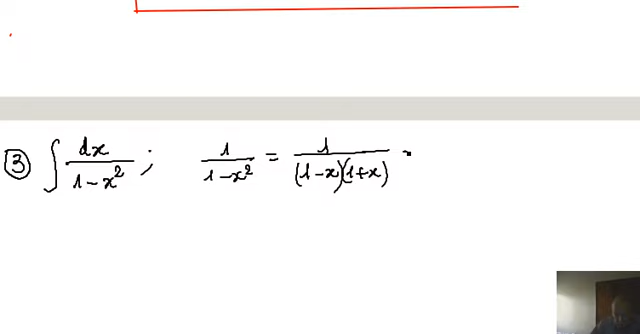 ③ ∫ dx/(1-x²) ; 1/(1-x²) = 1/((1-x)(1+x)) =